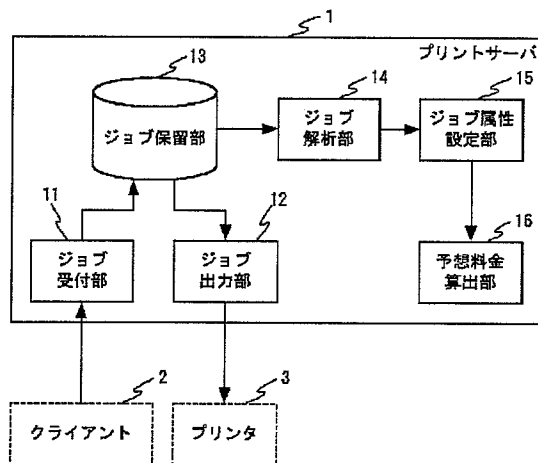 1
プリントサーバ
13
ジョブ保留部
14
ジョブ
解析部
15
ジョブ属性
設定部
11
ジョブ
受付部
12
ジョブ
出力部
16
予想料金
算出部
2
クライアント
3
プリンタ